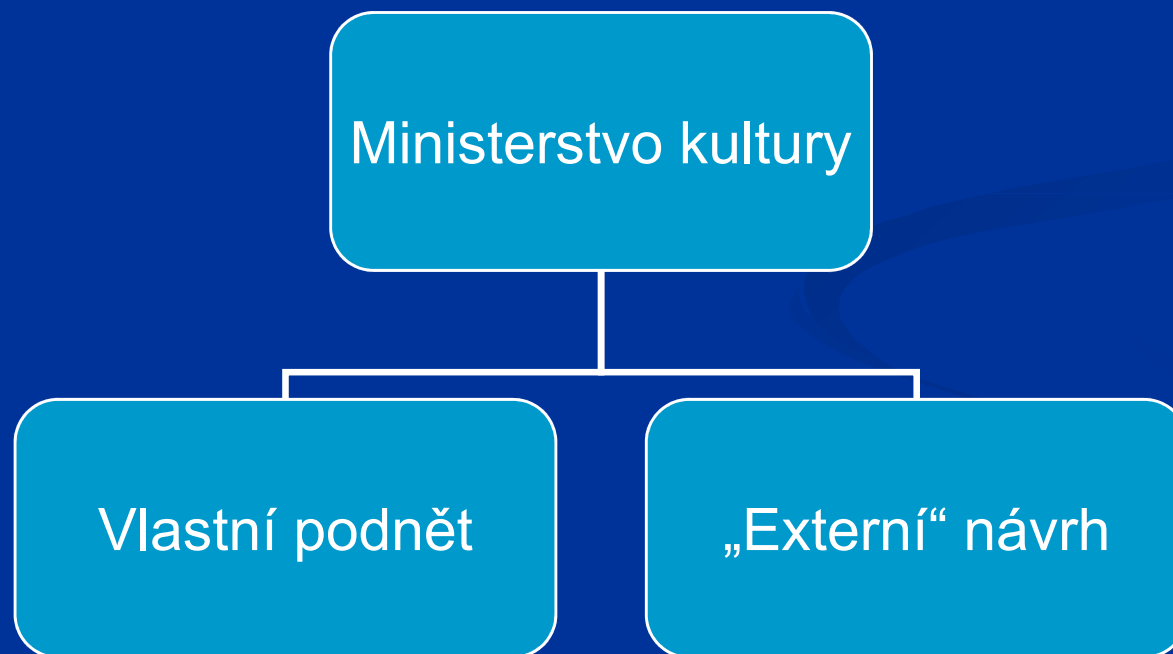 Ministerstvo kultury
Vlastní podnět
„Externí“ návrh